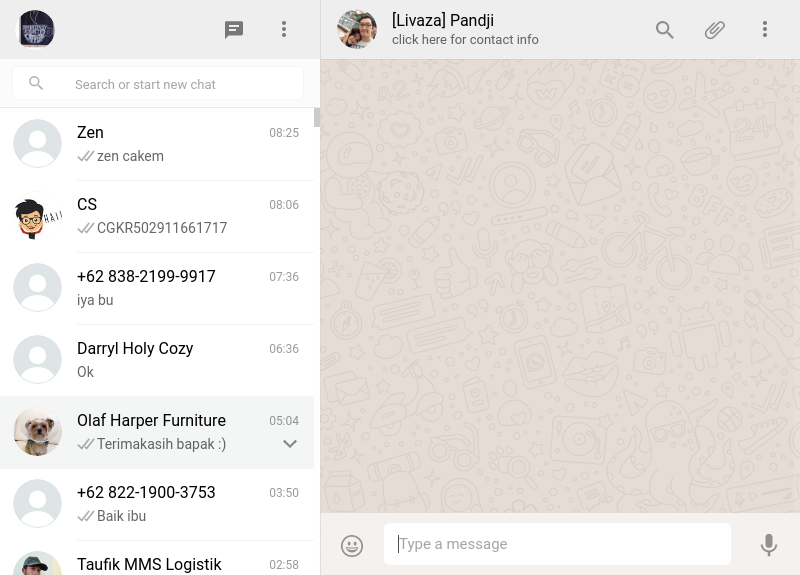 [Livaza] Pandji
click here for contact info
Search or start new chat
Zen
08:25
zen cakem
CS
08:06
CGKR502911661717
+62 838-2199-9917
07:36
iya bu
Darryl Holy Cozy
06:36
Ok
Olaf Harper Furniture
05:04
Terimakasih bapak :)
+62 822-1900-3753
03:50
Baik ibu
Taufik MMS Logistik
02:58
Type a message